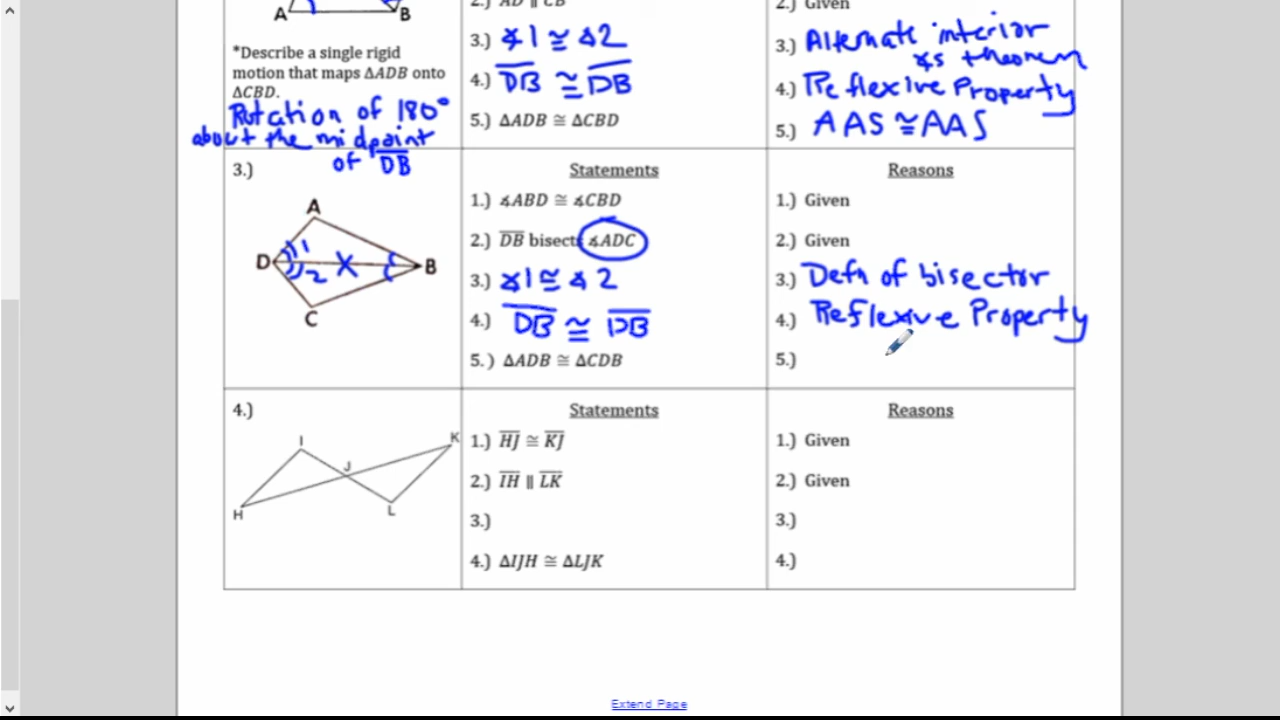 A B
2.) AD ∥ CB
2.) Given
*Describe a single rigid
motion that maps ΔADB onto
ΔCBD.
Rotation of 180°
about the midpoint
of DB
3.) ∡1 ≅ ∡2
4.) DB ≅ DB
5.) ΔADB ≅ ΔCBD
3.) Alternate interior
∡s theorem
4.) Reflexive Property
5.) AAS ≅ AAS
3.)
A
D 1 2 B
C
Statements
1.) ∡ABD ≅ ∡CBD
2.) DB bisects ∡ADC
3.) ∡1 ≅ ∡2
4.) DB ≅ DB
5.) ΔADB ≅ ΔCDB
Reasons
1.) Given
2.) Given
3.) Defn of bisector
4.) Reflexive Property
5.)
4.)
I K
J
H L
Statements
1.) HJ ≅ KJ
2.) IH ∥ LK
3.)
4.) ΔIJH ≅ ΔLJK
Reasons
1.) Given
2.) Given
3.)
4.)
Extend Page